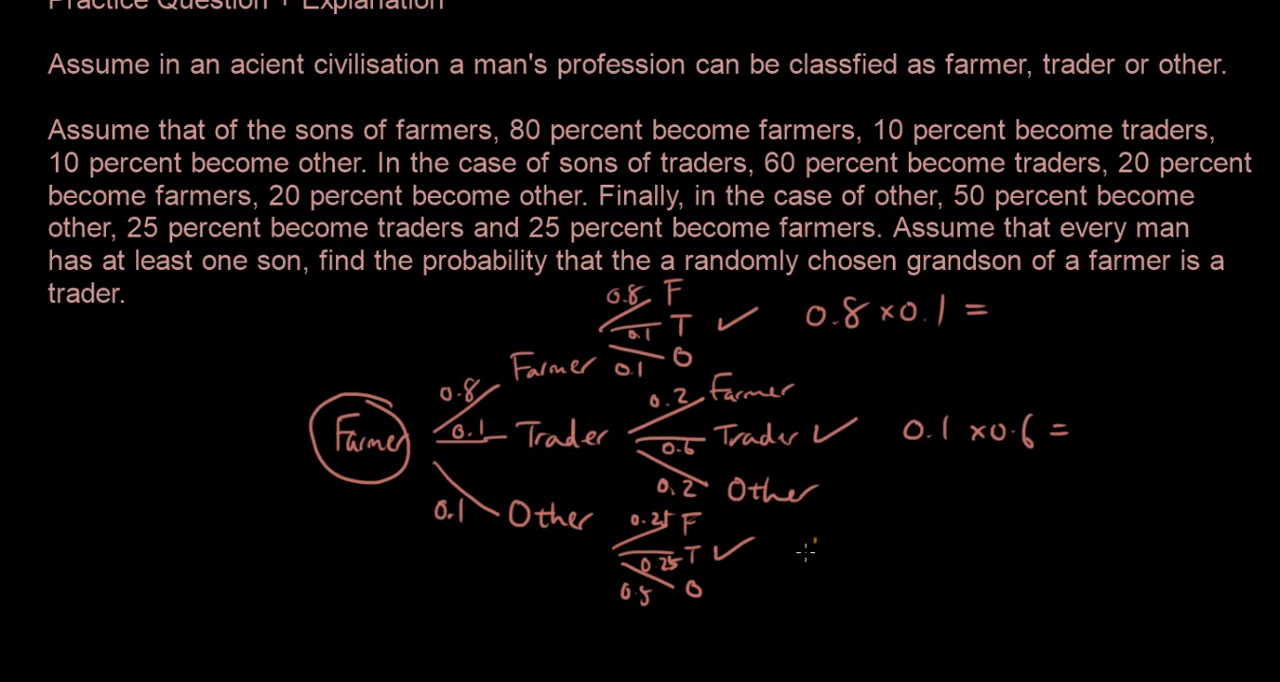 Practice Question + Explanation
Assume in an acient civilisation a man's profession can be classfied as farmer, trader or other.
Assume that of the sons of farmers, 80 percent become farmers, 10 percent become traders,
10 percent become other. In the case of sons of traders, 60 percent become traders, 20 percent
become farmers, 20 percent become other. Finally, in the case of other, 50 percent become
other, 25 percent become traders and 25 percent become farmers. Assume that every man
has at least one son, find the probability that the a randomly chosen grandson of a farmer is a
trader.
0.8 F
0.1 T ✓ 0.8 × 0.1 =
0.1 O
0.8 Farmer
0.2 Farmer
Farmer 0.1 Trader 0.6 Trader ✓ 0.1 × 0.6 =
0.2 Other
0.1 Other 0.25 F
0.25 T ✓
0.5 O